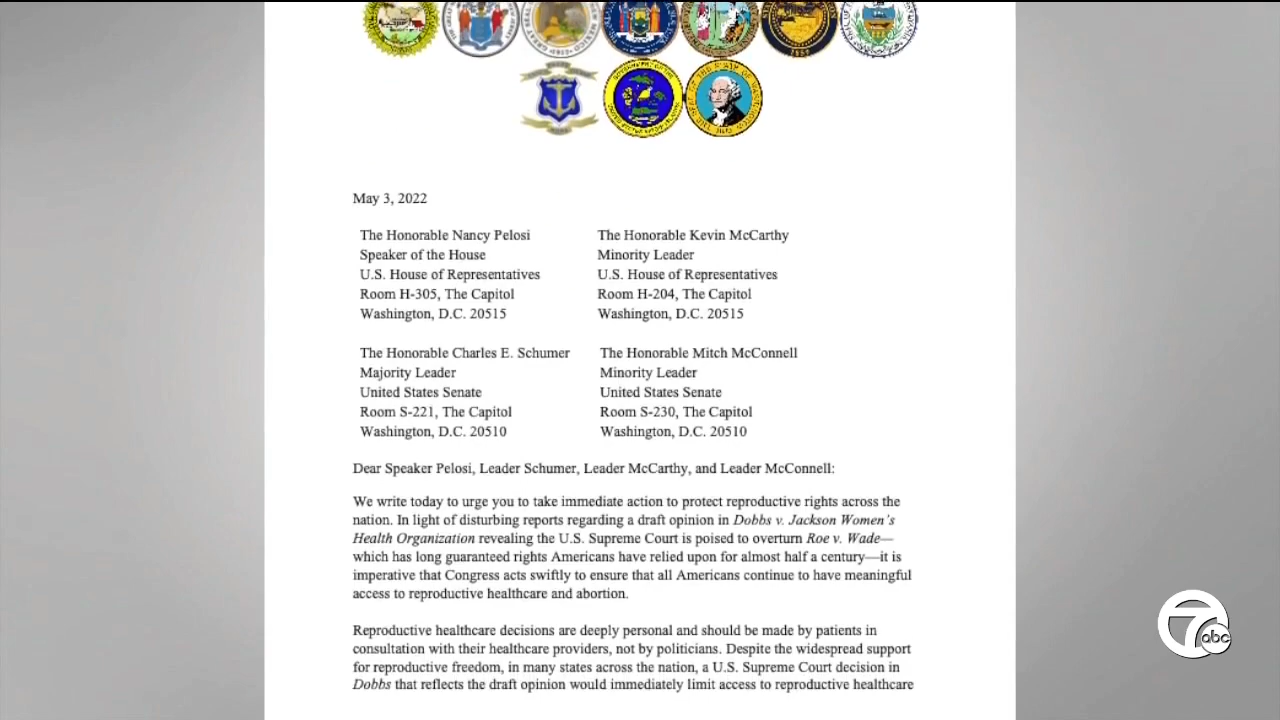 May 3, 2022
The Honorable Nancy Pelosi
Speaker of the House
U.S. House of Representatives
Room H-305, The Capitol
Washington, D.C. 20515
The Honorable Kevin McCarthy
Minority Leader
U.S. House of Representatives
Room H-204, The Capitol
Washington, D.C. 20515
The Honorable Charles E. Schumer
Majority Leader
United States Senate
Room S-221, The Capitol
Washington, D.C. 20510
The Honorable Mitch McConnell
Minority Leader
United States Senate
Room S-230, The Capitol
Washington, D.C. 20510
Dear Speaker Pelosi, Leader Schumer, Leader McCarthy, and Leader McConnell:
We write today to urge you to take immediate action to protect reproductive rights across the
nation. In light of disturbing reports regarding a draft opinion in Dobbs v. Jackson Women's
Health Organization revealing the U.S. Supreme Court is poised to overturn Roe v. Wade—
which has long guaranteed rights Americans have relied upon for almost half a century—it is
imperative that Congress acts swiftly to ensure that all Americans continue to have meaningful
access to reproductive healthcare and abortion.
Reproductive healthcare decisions are deeply personal and should be made by patients in
consultation with their healthcare providers, not by politicians. Despite the widespread support
for reproductive freedom, in many states across the nation, a U.S. Supreme Court decision in
Dobbs that reflects the draft opinion would immediately limit access to reproductive healthcare
7 abc